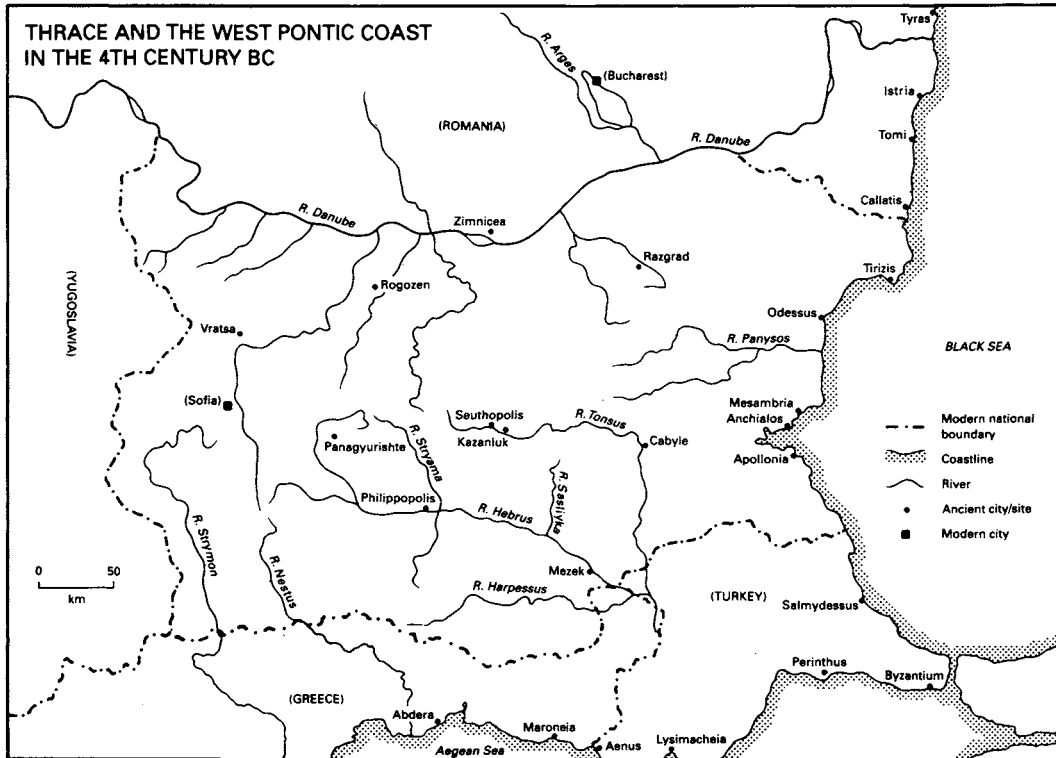 THRACE AND THE WEST PONTIC COAST
IN THE 4TH CENTURY BC
Tyras
R. Arges
(Bucharest)
Istria
(ROMANIA)
R. Danube
Tomi
Callatis
R. Danube
Zimnicea
Razgrad
Tirizis
(YUGOSLAVIA)
Rogozen
Odessus
Vratsa
R. Panysos
BLACK SEA
(Sofia)
Mesambria
Anchialos
Seuthopolis
R. Tonsus
Kazanluk
Cabyle
Panagyurishte
R. Stryama
Apollonia
Modern national
boundary
Coastline
River
Ancient city/site
Modern city
Philippopolis
R. Hebrus
R. Sasliyka
R. Strymon
R. Nestus
Mezek
0 50
km
R. Harpessus
(TURKEY)
Salmydessus
Perinthus
Byzantium
(GREECE)
Abdera
Maroneia
Aegean Sea
Aenus
Lysimacheia